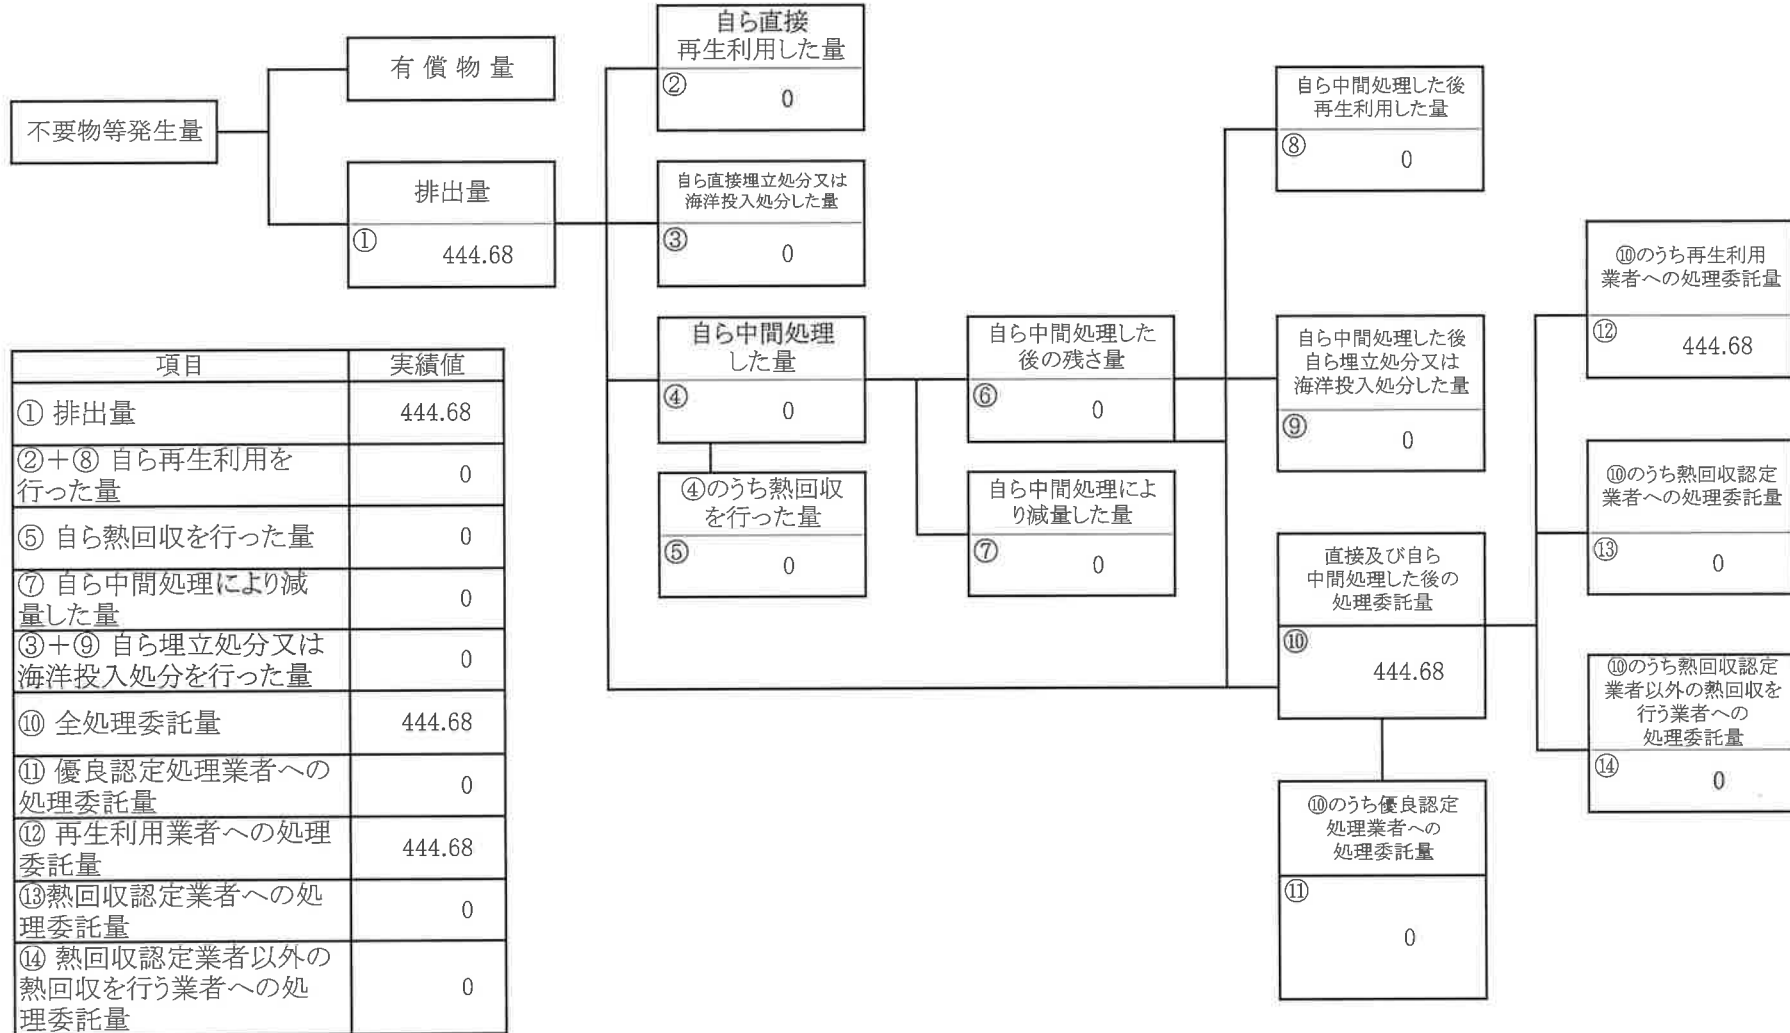 不要物等発生量
有償物量
排出量
①
444.68
自ら直接
再生利用した量
②
0
自ら直接埋立処分又は
海洋投入処分した量
③
0
自ら中間処理
した量
④
0
④のうち熱回収
を行った量
⑤
0
自ら中間処理した
後の残さ量
⑥
0
自ら中間処理によ
り減量した量
⑦
0
自ら中間処理した後
再生利用した量
⑧
0
自ら中間処理した後
自ら埋立処分又は
海洋投入処分した量
⑨
0
直接及び自ら
中間処理した後の
処理委託量
⑩
444.68
⑩のうち優良認定
処理業者への
処理委託量
⑪
0
⑩のうち再生利用
業者への処理委託量
⑫
444.68
⑩のうち熱回収認定
業者への処理委託量
⑬
0
⑩のうち熱回収認定
業者以外の熱回収を
行う業者への
処理委託量
⑭
0
項目 実績値
① 排出量 444.68
②+⑧ 自ら再生利用を
行った量
0
⑤ 自ら熱回収を行った量 0
⑦ 自ら中間処理により減
量した量
0
③+⑨ 自ら埋立処分又は
海洋投入処分を行った量
0
⑩ 全処理委託量 444.68
⑪ 優良認定処理業者への
処理委託量
0
⑫ 再生利用業者への処理
委託量
444.68
⑬熱回収認定業者への処
理委託量
0
⑭ 熱回収認定業者以外の
熱回収を行う業者への処
理委託量
0